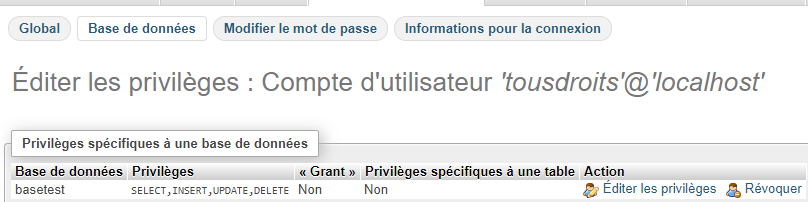 Global Base de données Modifier le mot de passe Informations pour la connexion
Éditer les privilèges : Compte d'utilisateur 'tousdroits'@'localhost'
Privilèges spécifiques à une base de données
Base de données Privilèges « Grant » Privilèges spécifiques à une table Action
basetest SELECT,INSERT,UPDATE,DELETE Non Non Éditer les privilèges Révoquer